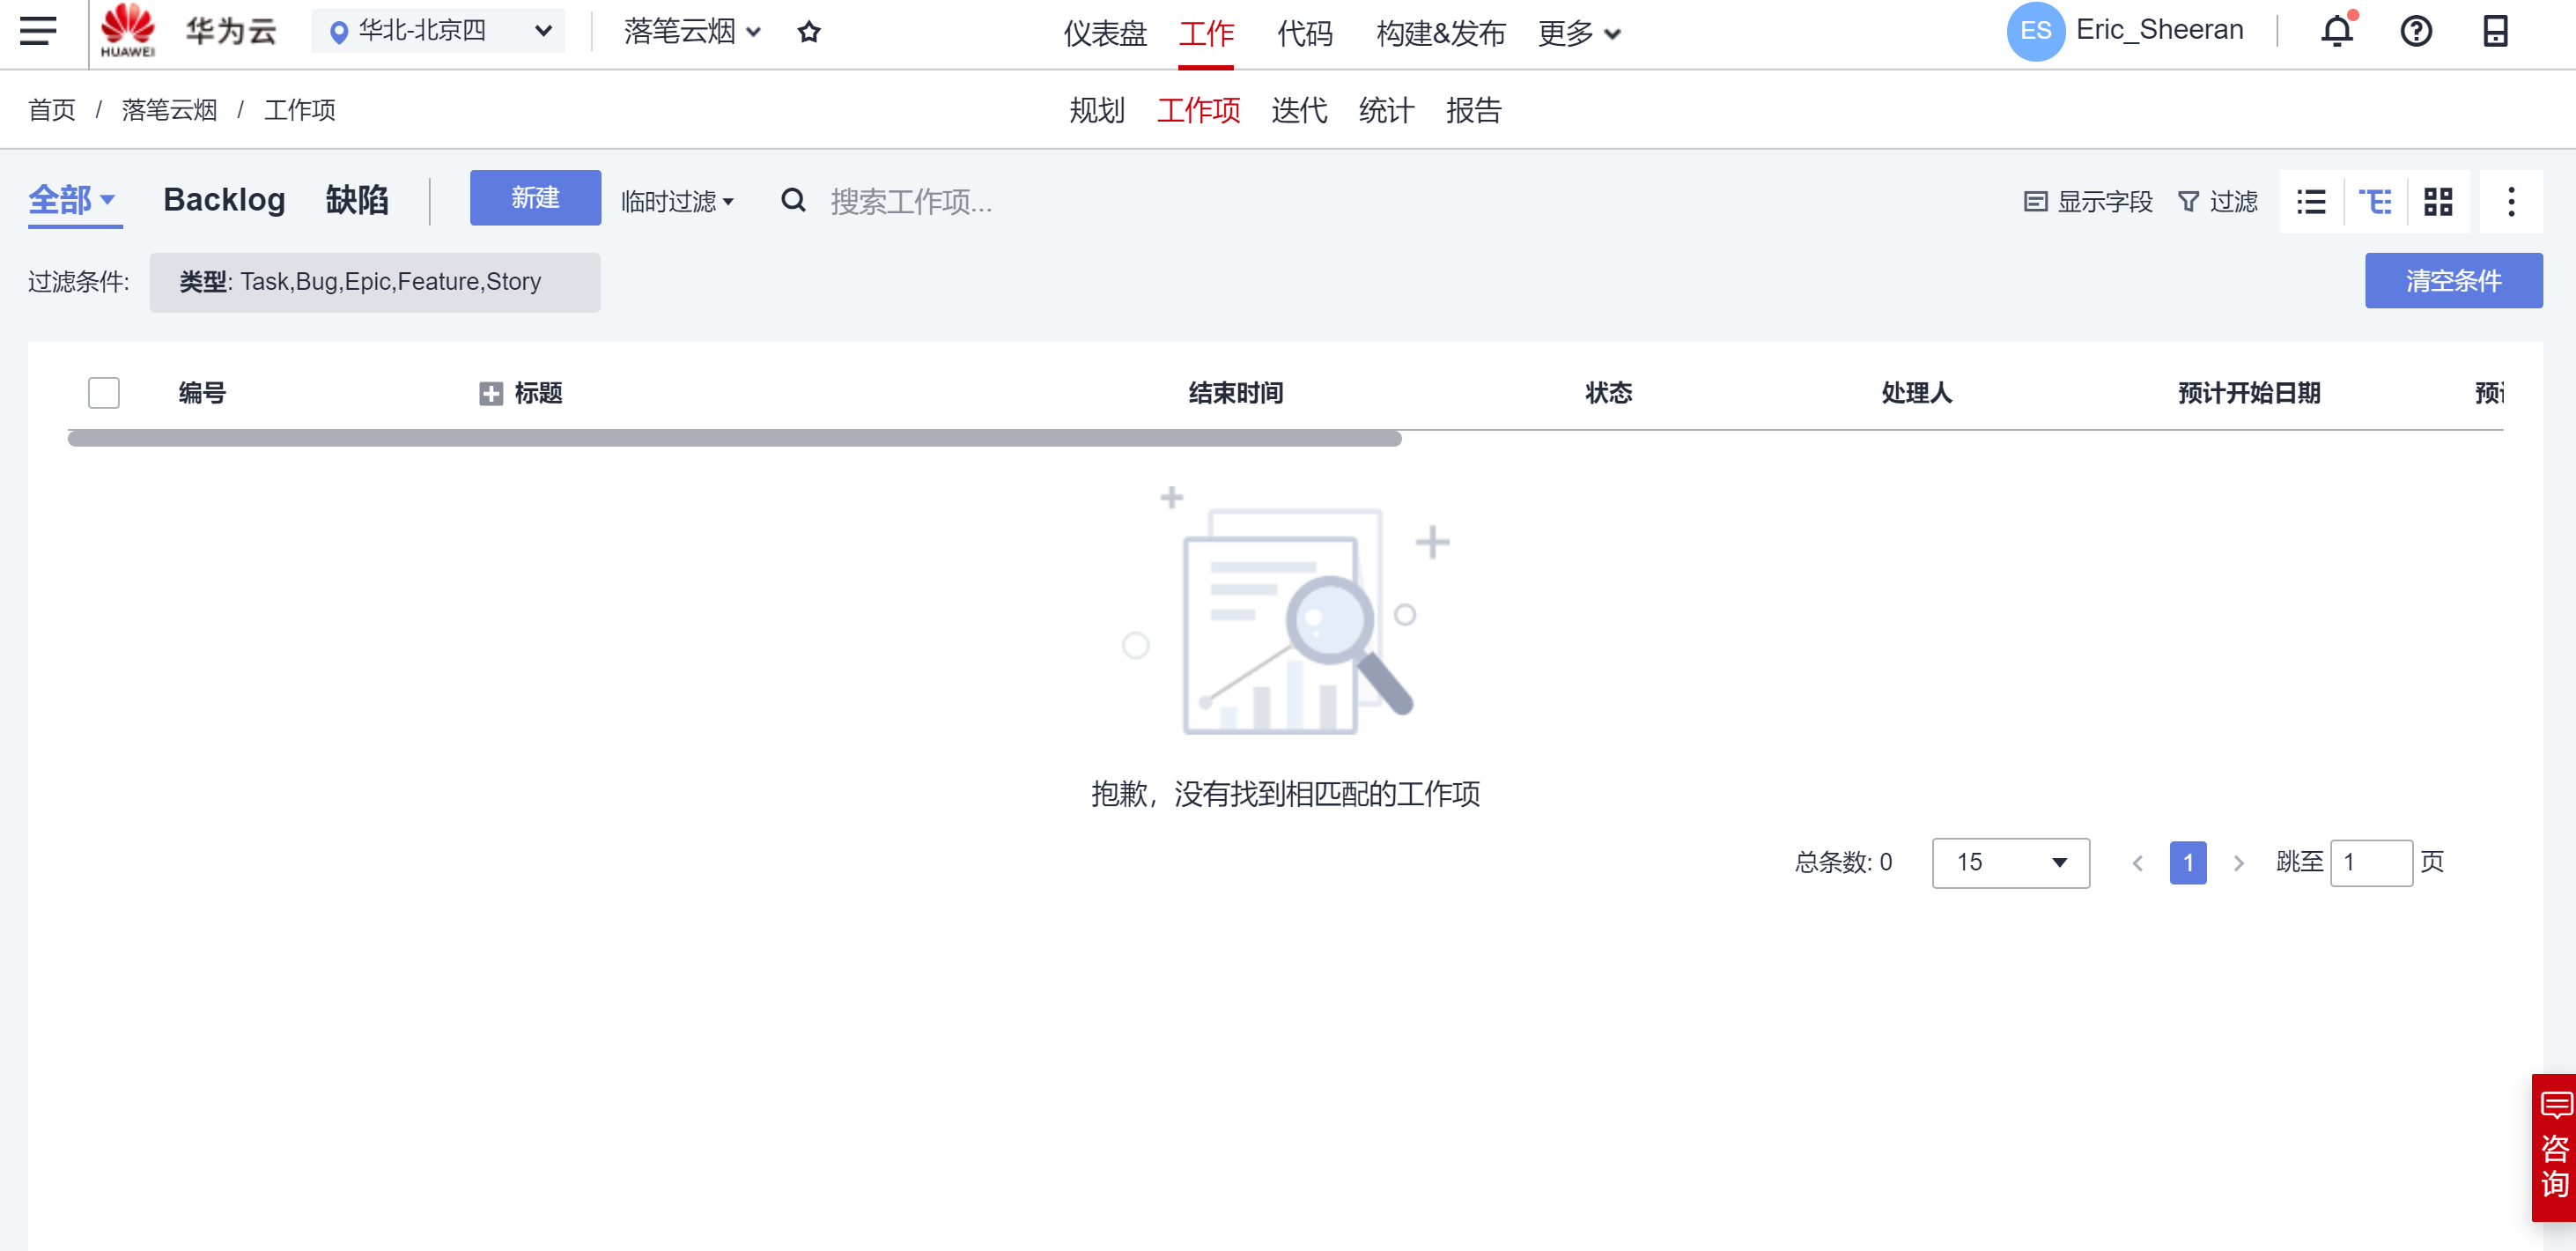 HUAWEI 华为云 华北-北京四 落笔云烟 仪表盘 工作 代码 构建&发布 更多 ES Eric_Sheeran
首页 / 落笔云烟 / 工作项 规划 工作项 迭代 统计 报告
全部 Backlog 缺陷 新建 临时过滤 搜索工作项... 显示字段 过滤
过滤条件: 类型: Task,Bug,Epic,Feature,Story 清空条件
编号 标题 结束时间 状态 处理人 预计开始日期 预
抱歉，没有找到相匹配的工作项
总条数: 0 15 1 跳至 1 页
咨
询